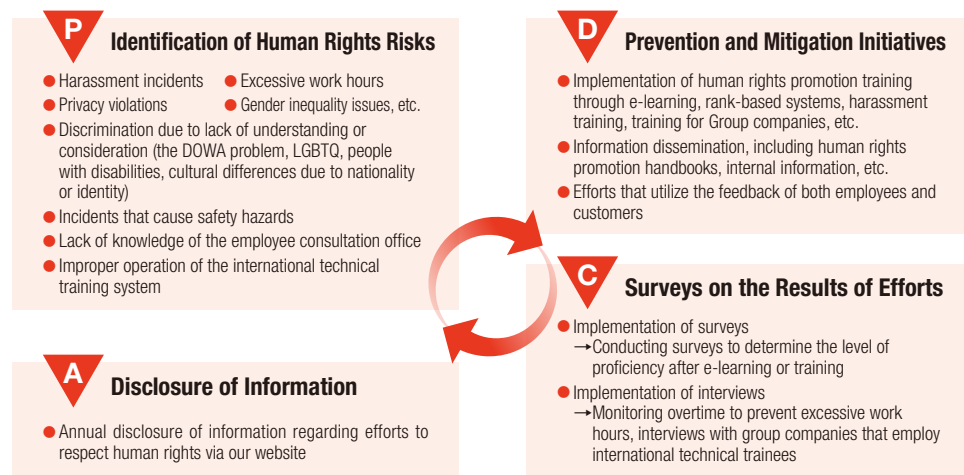 P
Identification of Human Rights Risks
● Harassment incidents ● Excessive work hours
● Privacy violations ● Gender inequality issues, etc.
● Discrimination due to lack of understanding or
consideration (the DOWA problem, LGBTQ, people
with disabilities, cultural differences due to nationality
or identity)
● Incidents that cause safety hazards
● Lack of knowledge of the employee consultation office
● Improper operation of the international technical
training system
D
Prevention and Mitigation Initiatives
● Implementation of human rights promotion training
through e-learning, rank-based systems, harassment
training, training for Group companies, etc.
● Information dissemination, including human rights
promotion handbooks, internal information, etc.
● Efforts that utilize the feedback of both employees and
customers
C
Surveys on the Results of Efforts
● Implementation of surveys
→Conducting surveys to determine the level of
proficiency after e-learning or training
● Implementation of interviews
→Monitoring overtime to prevent excessive work
hours, interviews with group companies that employ
international technical trainees
A
Disclosure of Information
● Annual disclosure of information regarding efforts to
respect human rights via our website